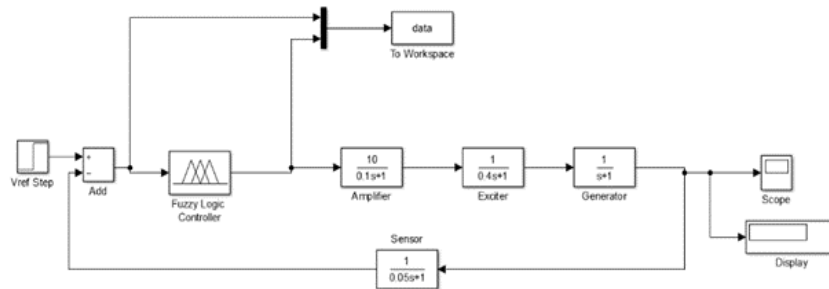 data
To Workspace
Vref Step
+
−
Add
Fuzzy Logic
Controller
10
0.1s+1
Amplifier
1
0.4s+1
Exciter
1
s+1
Generator
Scope
Display
Sensor
1
0.05s+1